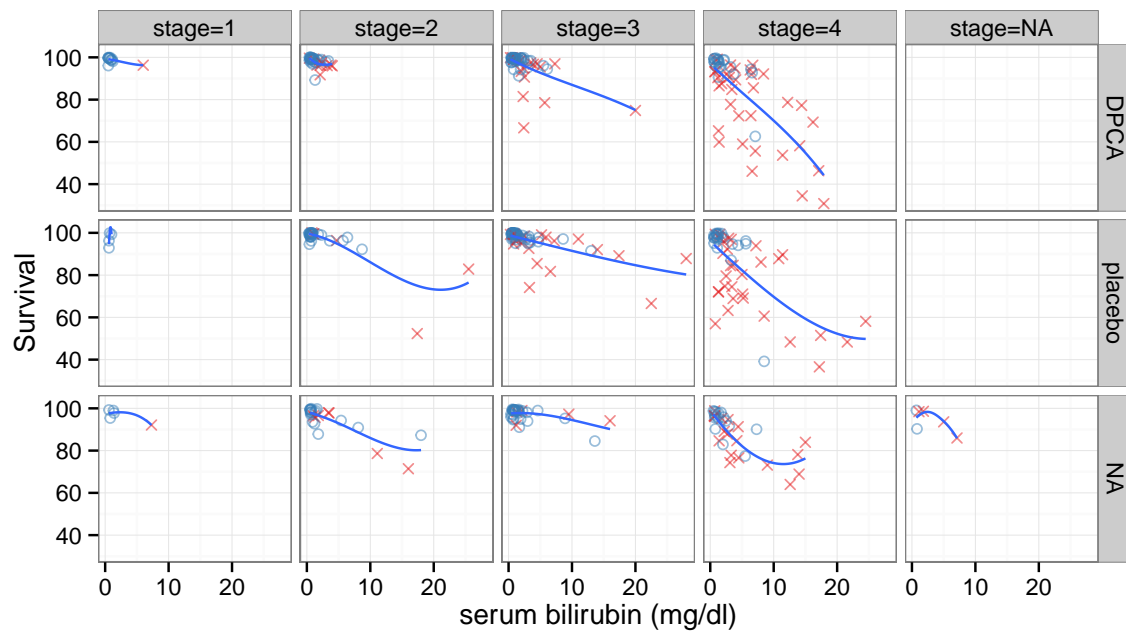 stage=1 stage=2 stage=3 stage=4 stage=NA
100
80
60
40
DPCA
100
80
60
40
placebo
100
80
60
40
NA
Survival
0 10 20 0 10 20 0 10 20 0 10 20 0 10 20
serum bilirubin (mg/dl)